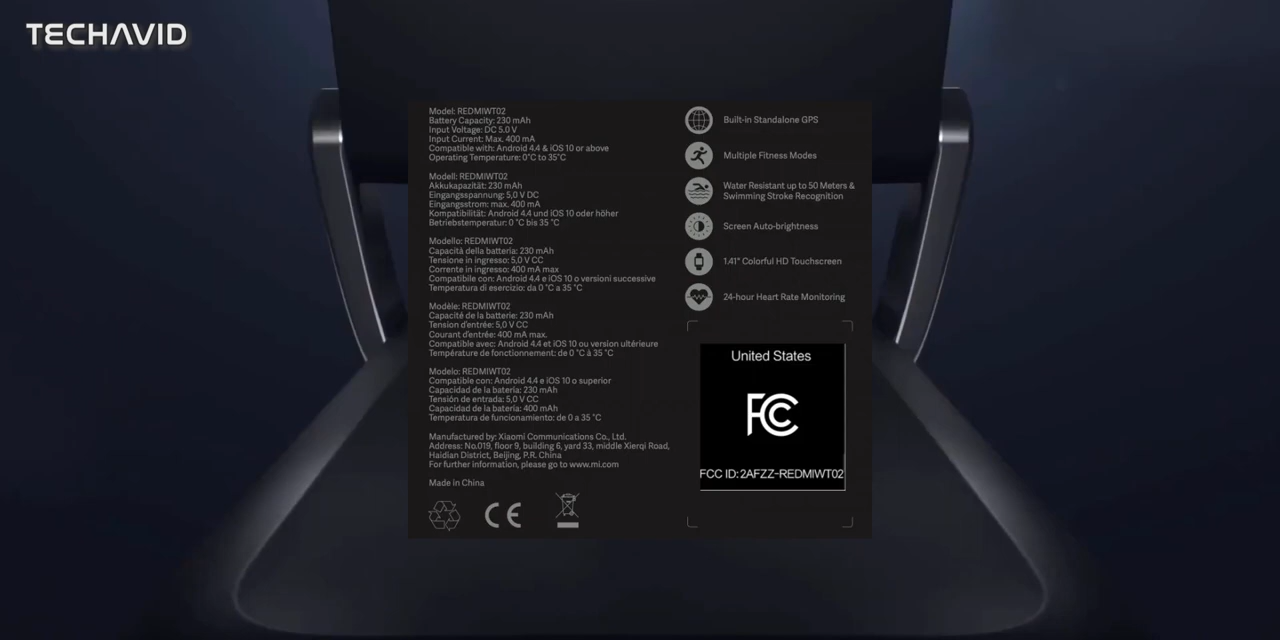 TECHAVID
Model: REDMIWT02
Battery Capacity: 230 mAh
Input Voltage: DC 5.0 V
Input Current: Max. 400 mA
Compatible with: Android 4.4 & iOS 10 or above
Operating Temperature: 0°C to 35°C
Modell: REDMIWT02
Akkukapazität: 230 mAh
Eingangsspannung: 5,0 V DC
Eingangsstrom: max. 400 mA
Kompatibilität: Android 4.4 und iOS 10 oder höher
Betriebstemperatur: 0 °C bis 35 °C
Modello: REDMIWT02
Capacità della batteria: 230 mAh
Tensione in ingresso: 5,0 V CC
Corrente in ingresso: 400 mA max
Compatibile con: Android 4.4 e iOS 10 o versioni successive
Temperatura di esercizio: da 0 °C a 35 °C
Modèle: REDMIWT02
Capacité de la batterie: 230 mAh
Tension d'entrée: 5,0 V CC
Courant d'entrée: 400 mA max.
Compatible avec: Android 4.4 et iOS 10 ou version ultérieure
Température de fonctionnement: de 0 °C à 35 °C
Modelo: REDMIWT02
Compatible con: Android 4.4 e iOS 10 o superior
Capacidad de la batería: 230 mAh
Tensión de entrada: 5,0 V CC
Capacidad de la batería: 400 mAh
Temperatura de funcionamiento: de 0 a 35 °C
Manufactured by: Xiaomi Communications Co., Ltd.
Address: No.019, floor 9, building 6, yard 33, middle Xierqi Road,
Haidian District, Beijing, P.R. China
For further information, please go to www.mi.com
Made in China
CE
Built-in Standalone GPS
Multiple Fitness Modes
Water Resistant up to 50 Meters &
Swimming Stroke Recognition
Screen Auto-brightness
1.41" Colorful HD Touchscreen
24-hour Heart Rate Monitoring
United States
FC
FCC ID: 2AFZZ-REDMIWT02